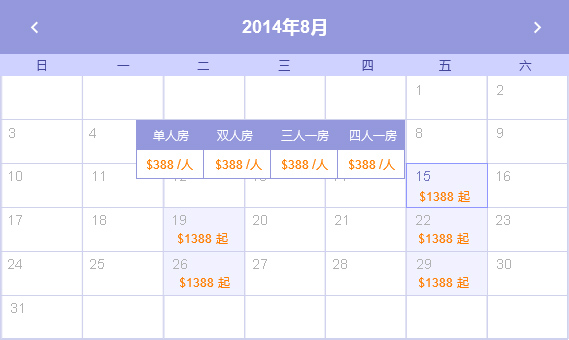 2014年8月
日 一 二 三 四 五 六
1 2
3 4 8 9
单人房 双人房 三人一房 四人一房
$388 /人 $388 /人 $388 /人 $388 /人
10 11 15 16
$1388 起
17 18 19 20 21 22 23
$1388 起 $1388 起
24 25 26 27 28 29 30
$1388 起 $1388 起
31